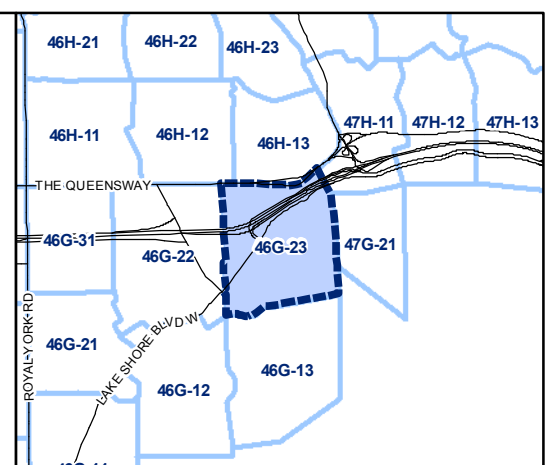 46H-21
46H-22
46H-23
47H-11
47H-12
47H-13
46H-11
46H-12
46H-13
THE QUEENSWAY
46G-31
46G-22
46G-23
47G-21
ROYAL YORK RD
LAKE SHORE BLVD W
46G-21
46G-12
46G-13